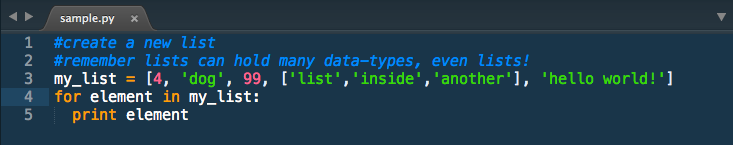 sample.py
1 #create a new list
2 #remember lists can hold many data-types, even lists!
3 my_list = [4, 'dog', 99, ['list','inside','another'], 'hello world!']
4 for element in my_list:
5   print element